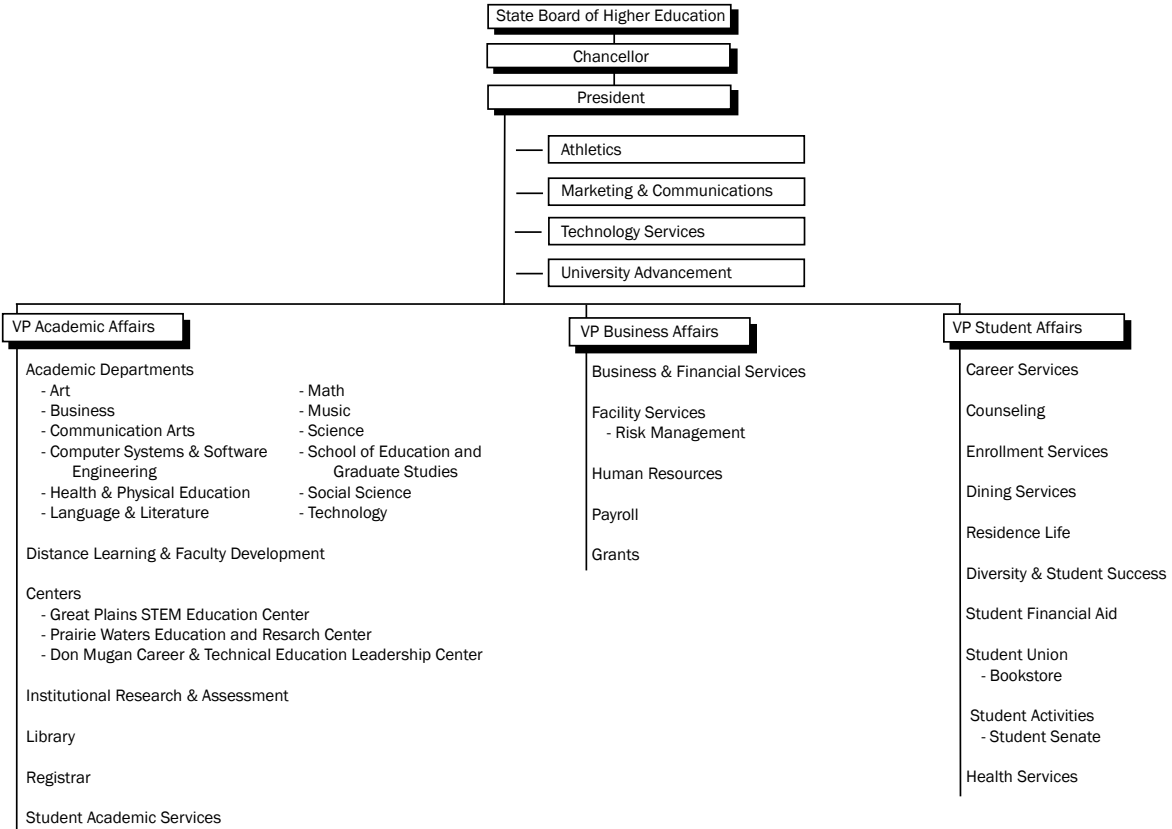 State Board of Higher Education
Chancellor
President
Athletics
Marketing & Communications
Technology Services
University Advancement
VP Academic Affairs
Academic Departments
- Art
- Business
- Communication Arts
- Computer Systems & Software
Engineering
- Health & Physical Education
- Language & Literature
- Math
- Music
- Science
- School of Education and
Graduate Studies
- Social Science
- Technology
Distance Learning & Faculty Development
Centers
- Great Plains STEM Education Center
- Prairie Waters Education and Resarch Center
- Don Mugan Career & Technical Education Leadership Center
Institutional Research & Assessment
Library
Registrar
Student Academic Services
VP Business Affairs
Business & Financial Services
Facility Services
- Risk Management
Human Resources
Payroll
Grants
VP Student Affairs
Career Services
Counseling
Enrollment Services
Dining Services
Residence Life
Diversity & Student Success
Student Financial Aid
Student Union
- Bookstore
Student Activities
- Student Senate
Health Services